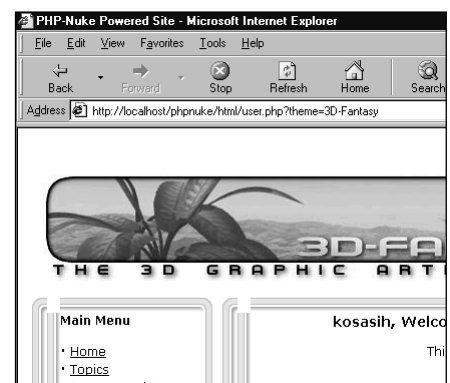 PHP-Nuke Powered Site - Microsoft Internet Explorer
File Edit View Favorites Tools Help
Back Forward Stop Refresh Home Search
Address http://localhost/phpnuke/html/user.php?theme=3D-Fantasy
3D-FA
THE 3D GRAPHIC ART
Main Menu
kosasih, Welco
· Home
Thi
· Topics